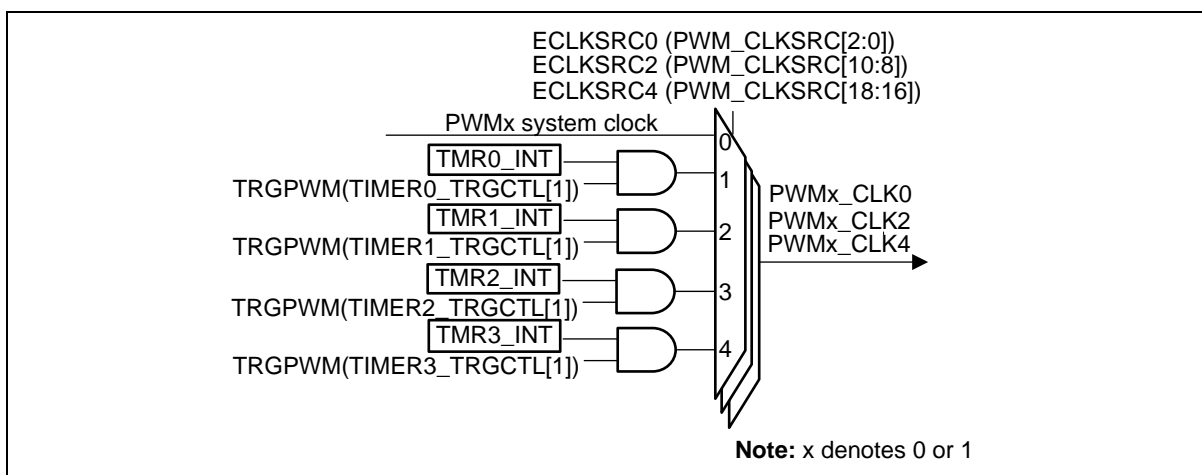 ECLKSRC0 (PWM_CLKSRC[2:0])
ECLKSRC2 (PWM_CLKSRC[10:8])
ECLKSRC4 (PWM_CLKSRC[18:16])
PWMx system clock
0
TMR0_INT
1
TRGPWM(TIMER0_TRGCTL[1])
TMR1_INT
2
TRGPWM(TIMER1_TRGCTL[1])
TMR2_INT
3
TRGPWM(TIMER2_TRGCTL[1])
TMR3_INT
4
TRGPWM(TIMER3_TRGCTL[1])
PWMx_CLK0
PWMx_CLK2
PWMx_CLK4
Note: x denotes 0 or 1